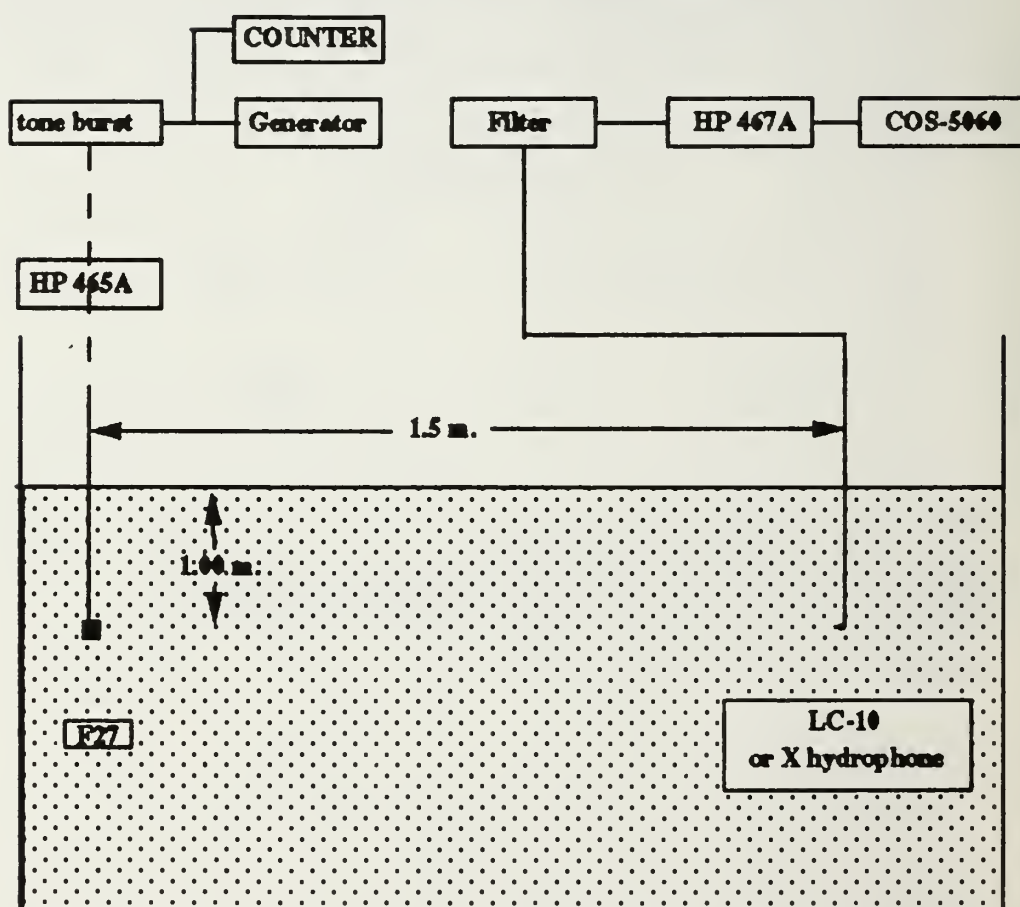 COUNTER
tone burst
Generator
Filter
HP 467A
COS-5060
HP 465A
1.5 m.
1.00 m.
F27
LC-10
or X hydrophone